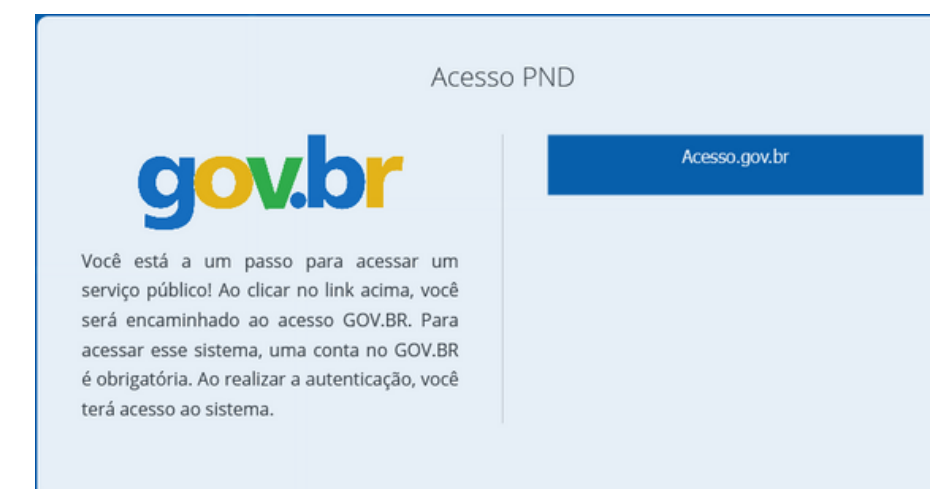 Acesso PND
gov.br
Você está a um passo para acessar um
serviço público! Ao clicar no link acima, você
será encaminhado ao acesso GOV.BR. Para
acessar esse sistema, uma conta no GOV.BR
é obrigatória. Ao realizar a autenticação, você
terá acesso ao sistema.
Acesso.gov.br